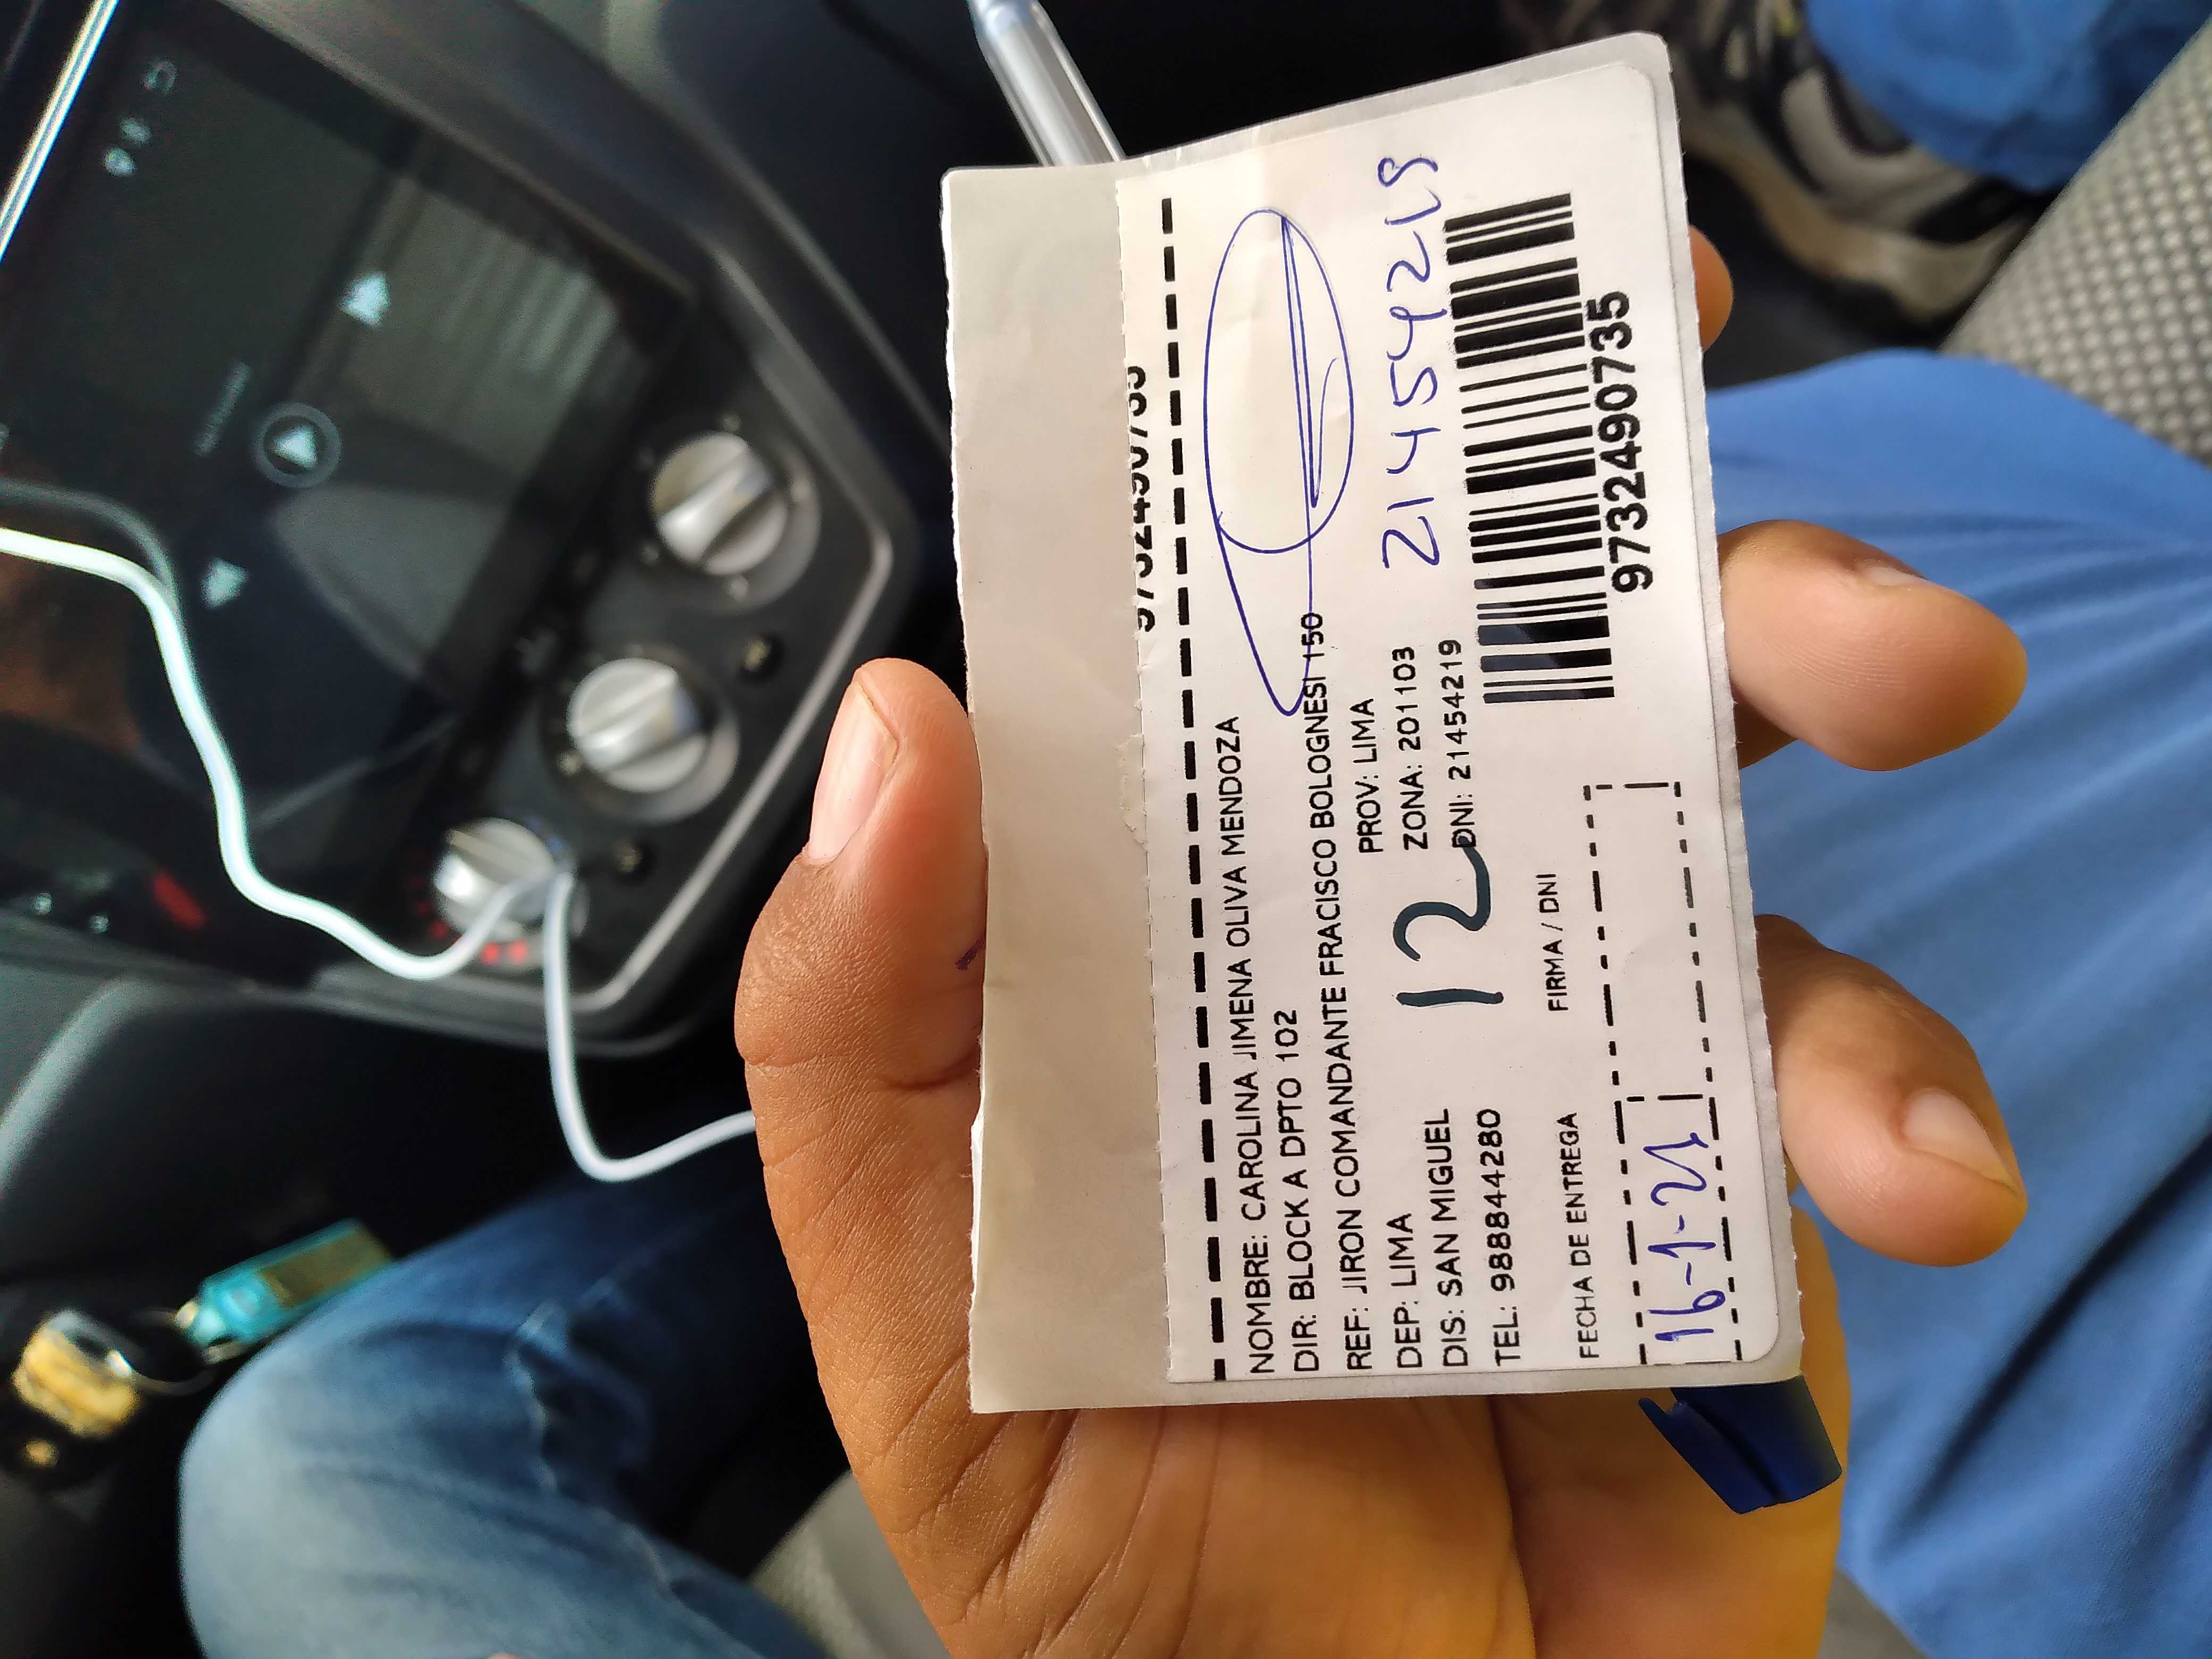 NOMBRE: CAROLINA JIMENA OLIVA MENDOZA
DIR: BLOCK A DPTO 102
REF: JIRON COMANDANTE FRACISCO BOLOGNESI 150
DEP: LIMA PROV: LIMA
DIS: SAN MIGUEL ZONA: 201103
TEL: 988844280 DNI: 21454219
12
21454219
9732490735
FECHA DE ENTREGA FIRMA / DNI
16-1-21